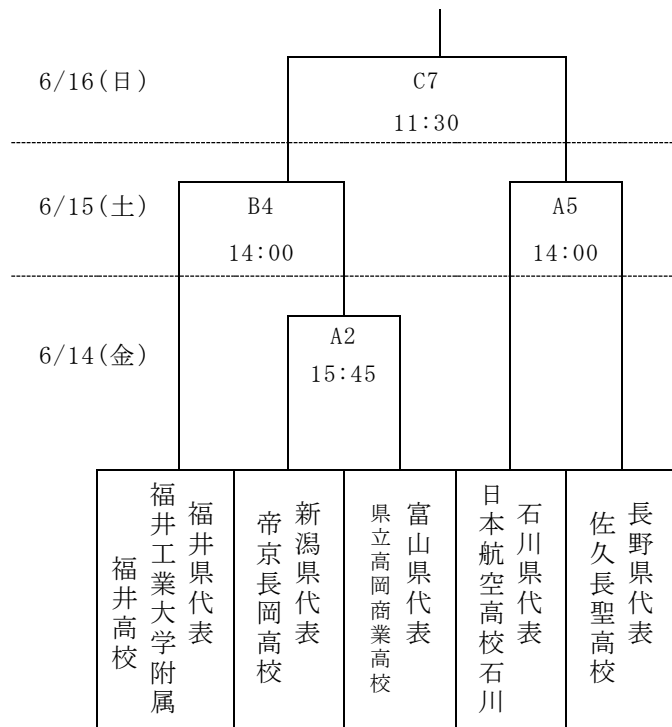 6/16(日)
C7
11:30
6/15(土)
B4
14:00
A5
14:00
6/14(金)
A2
15:45
福井県代表
福井工業大学附属
福井高校
新潟県代表
帝京長岡高校
富山県代表
県立高岡商業高校
石川県代表
日本航空高校石川
長野県代表
佐久長聖高校